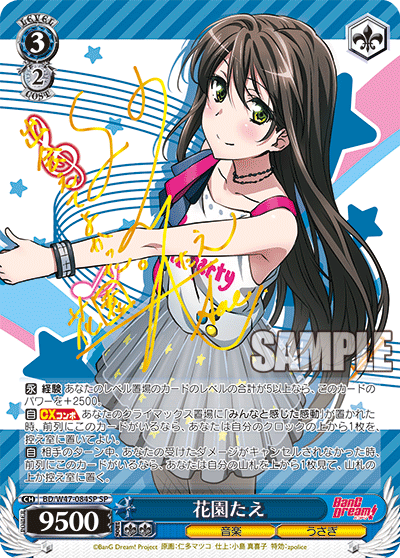 LEVEL
3
2
COST
Party
SAMPLE
永 経験 あなたのレベル置場のカードのレベルの合計が5以上なら、このカードの
パワーを+2500。
自 CXコンボ あなたのクライマックス置場に「みんなと感じた感動」が置かれた
時、前列にこのカードがいるなら、あなたは自分のクロックの上から1枚を、
控え室に置いてよい。
自 相手のターン中、あなたの受けたダメージがキャンセルされなかった時、
前列にこのカードがいるなら、あなたは自分の山札を上から1枚見て、山札の
上か控え室に置く。
CH BD/W47-084SP SP
POWER
9500
花園たえ
BanG Dream!
音楽
うさぎ
©BanG Dream! Project 原画:仁多マツコ 仕上:小島 真喜子 特効:apolice